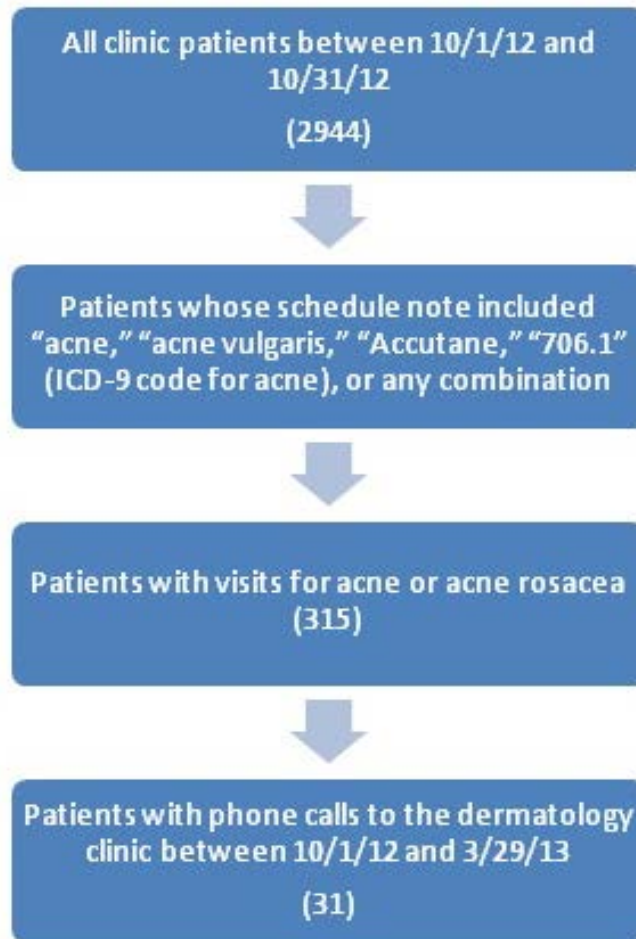 All clinic patients between 10/1/12 and
10/31/12
(2944)
Patients whose schedule note included
“acne,” “acne vulgaris,” “Accutane,” “706.1”
(ICD-9 code for acne), or any combination
Patients with visits for acne or acne rosacea
(315)
Patients with phone calls to the dermatology
clinic between 10/1/12 and 3/29/13
(31)